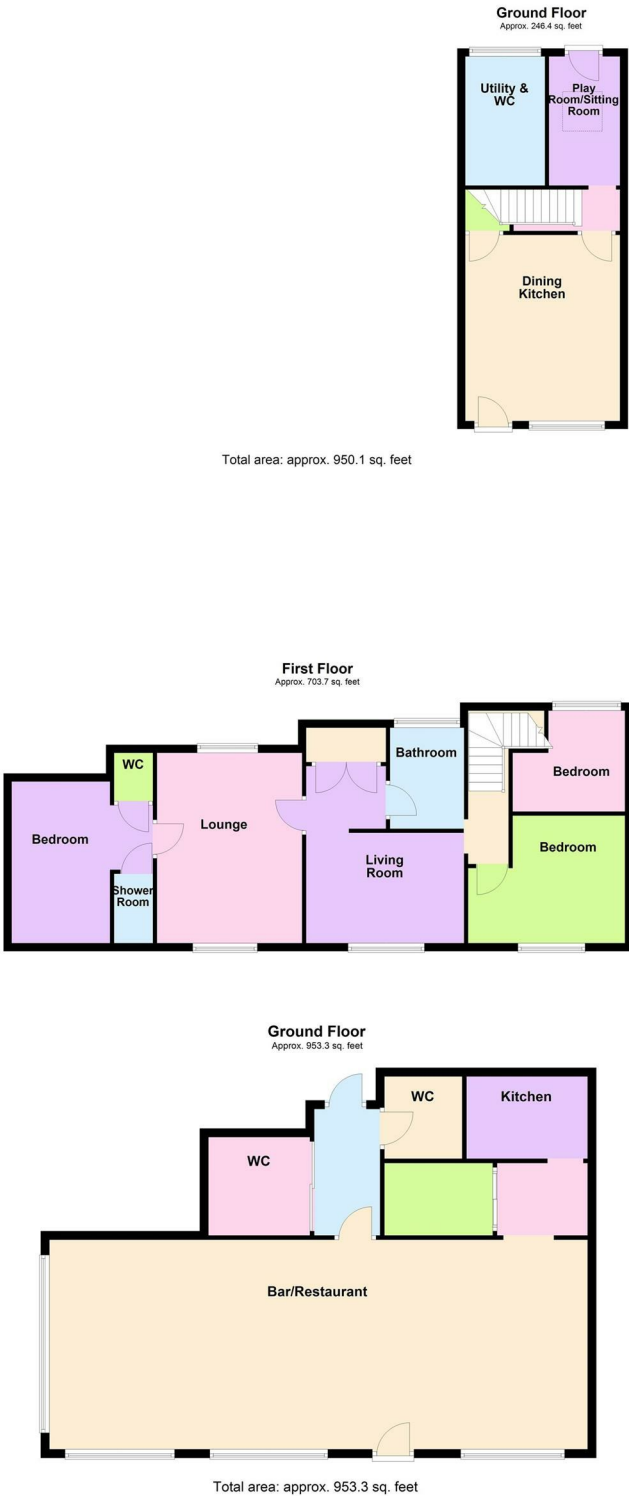 Ground Floor
Approx. 246.4 sq. feet
Utility &
WC
Play
Room/Sitting
Room
Dining
Kitchen
Total area: approx. 950.1 sq. feet
First Floor
Approx. 703.7 sq. feet
WC
Bedroom
Shower
Room
Lounge
Bathroom
Living
Room
Bedroom
Bedroom
Ground Floor
Approx. 953.3 sq. feet
WC
Kitchen
WC
Bar/Restaurant
Total area: approx. 953.3 sq. feet